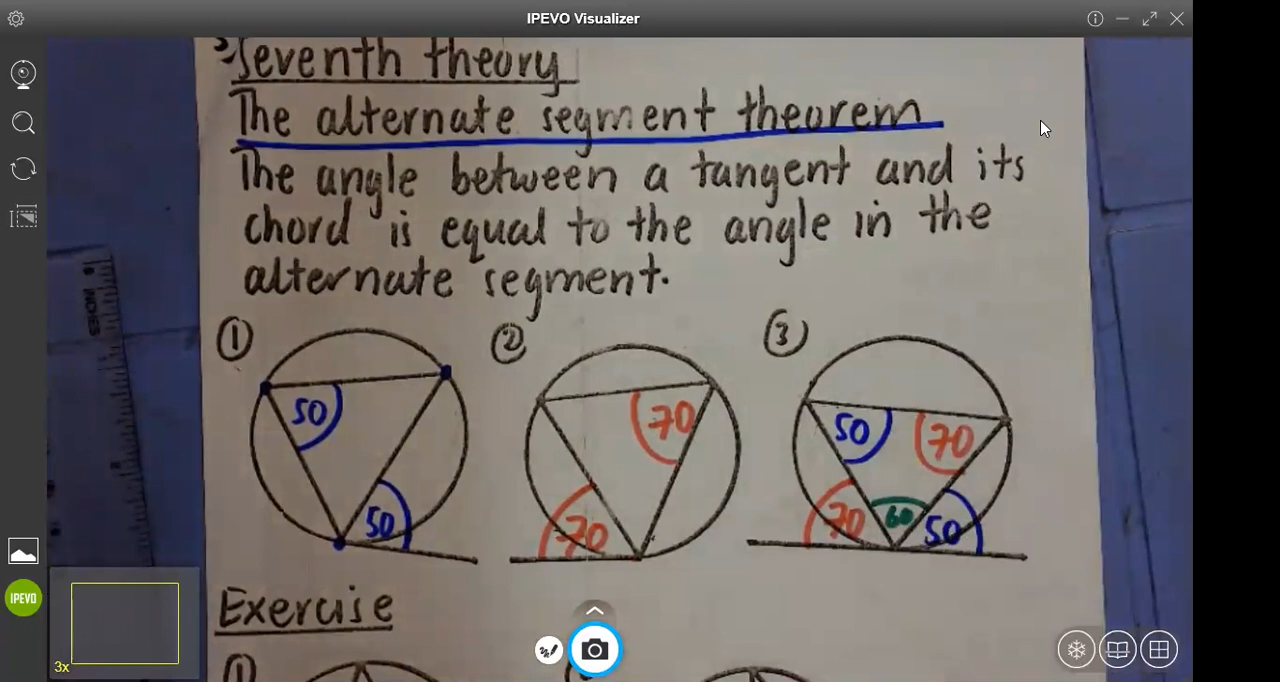 IPEVO Visualizer
Seventh theory
The alternate segment theorem
The angle between a tangent and its
chord is equal to the angle in the
alternate segment.
① ② ③
50 70 50 70
50 70 70 60 50
INCHES
Exercise
IPEVO
3x